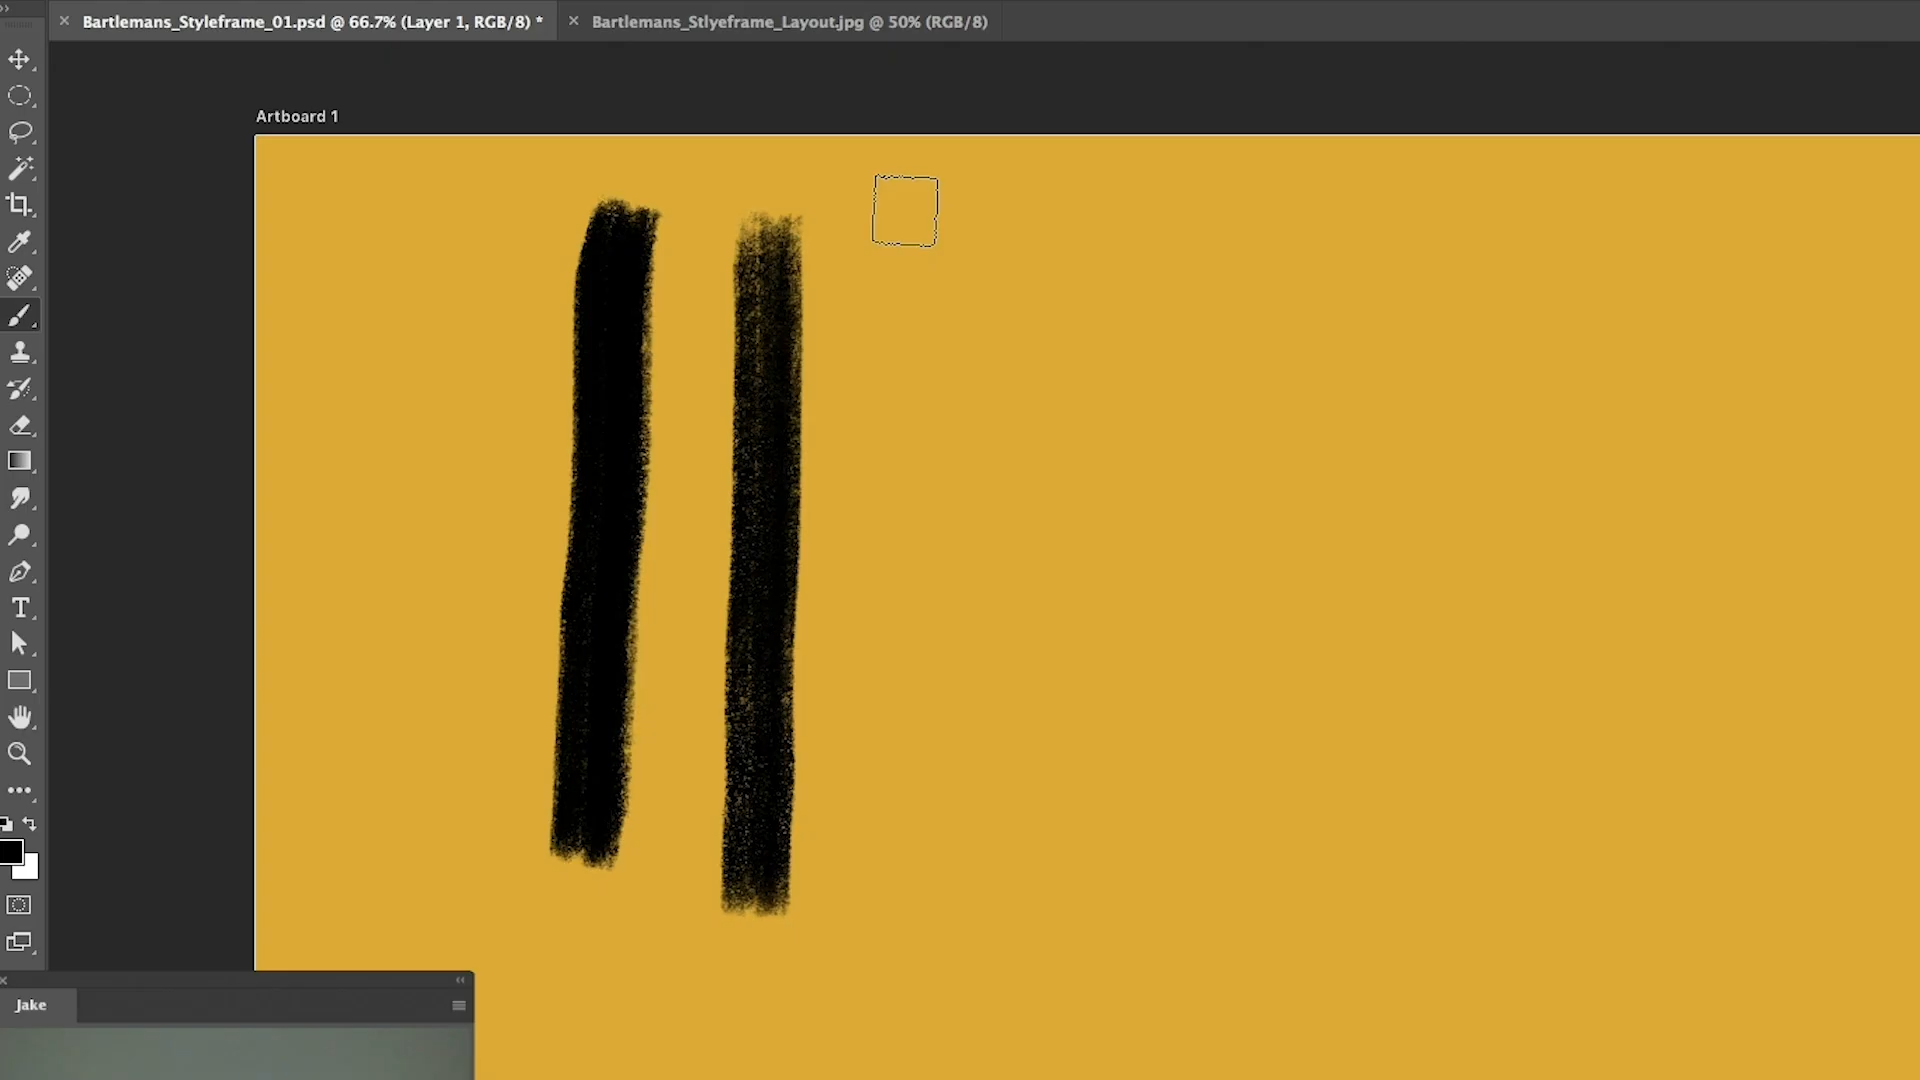 Bartlemans_Styleframe_01.psd @ 66.7% (Layer 1, RGB/8) *
Bartlemans_Stlyeframe_Layout.jpg @ 50% (RGB/8)
Artboard 1
Jake